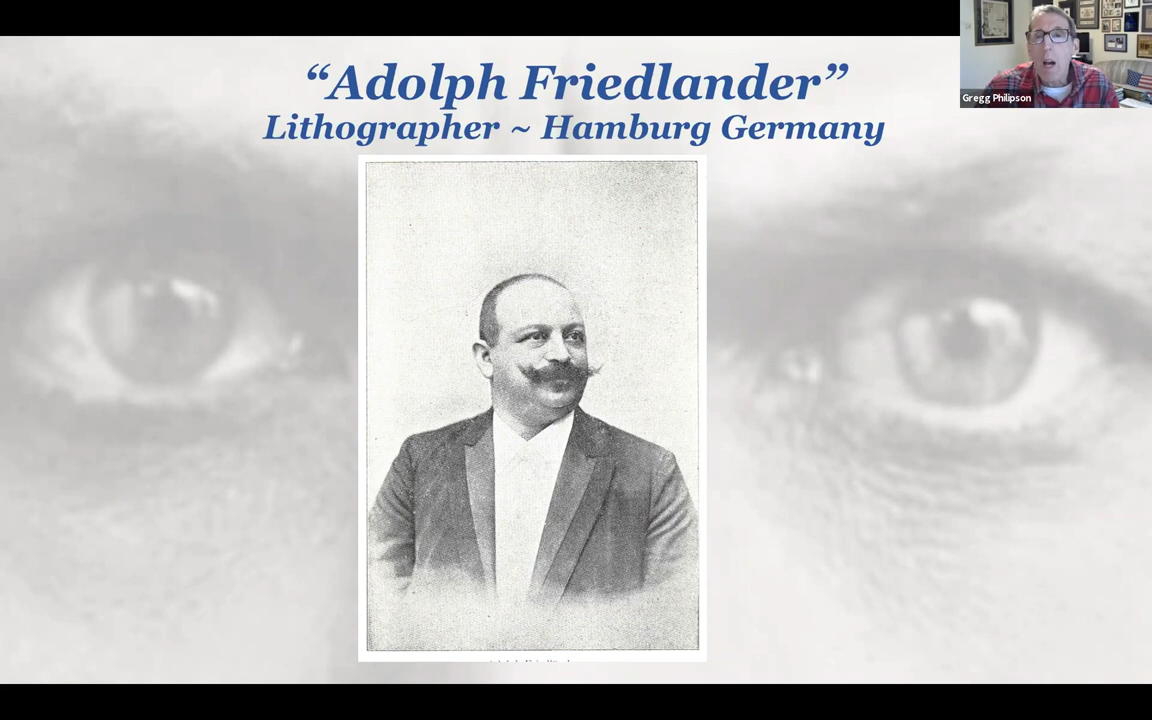 “Adolph Friedlander”
Lithographer ~ Hamburg Germany
Gregg Philipson